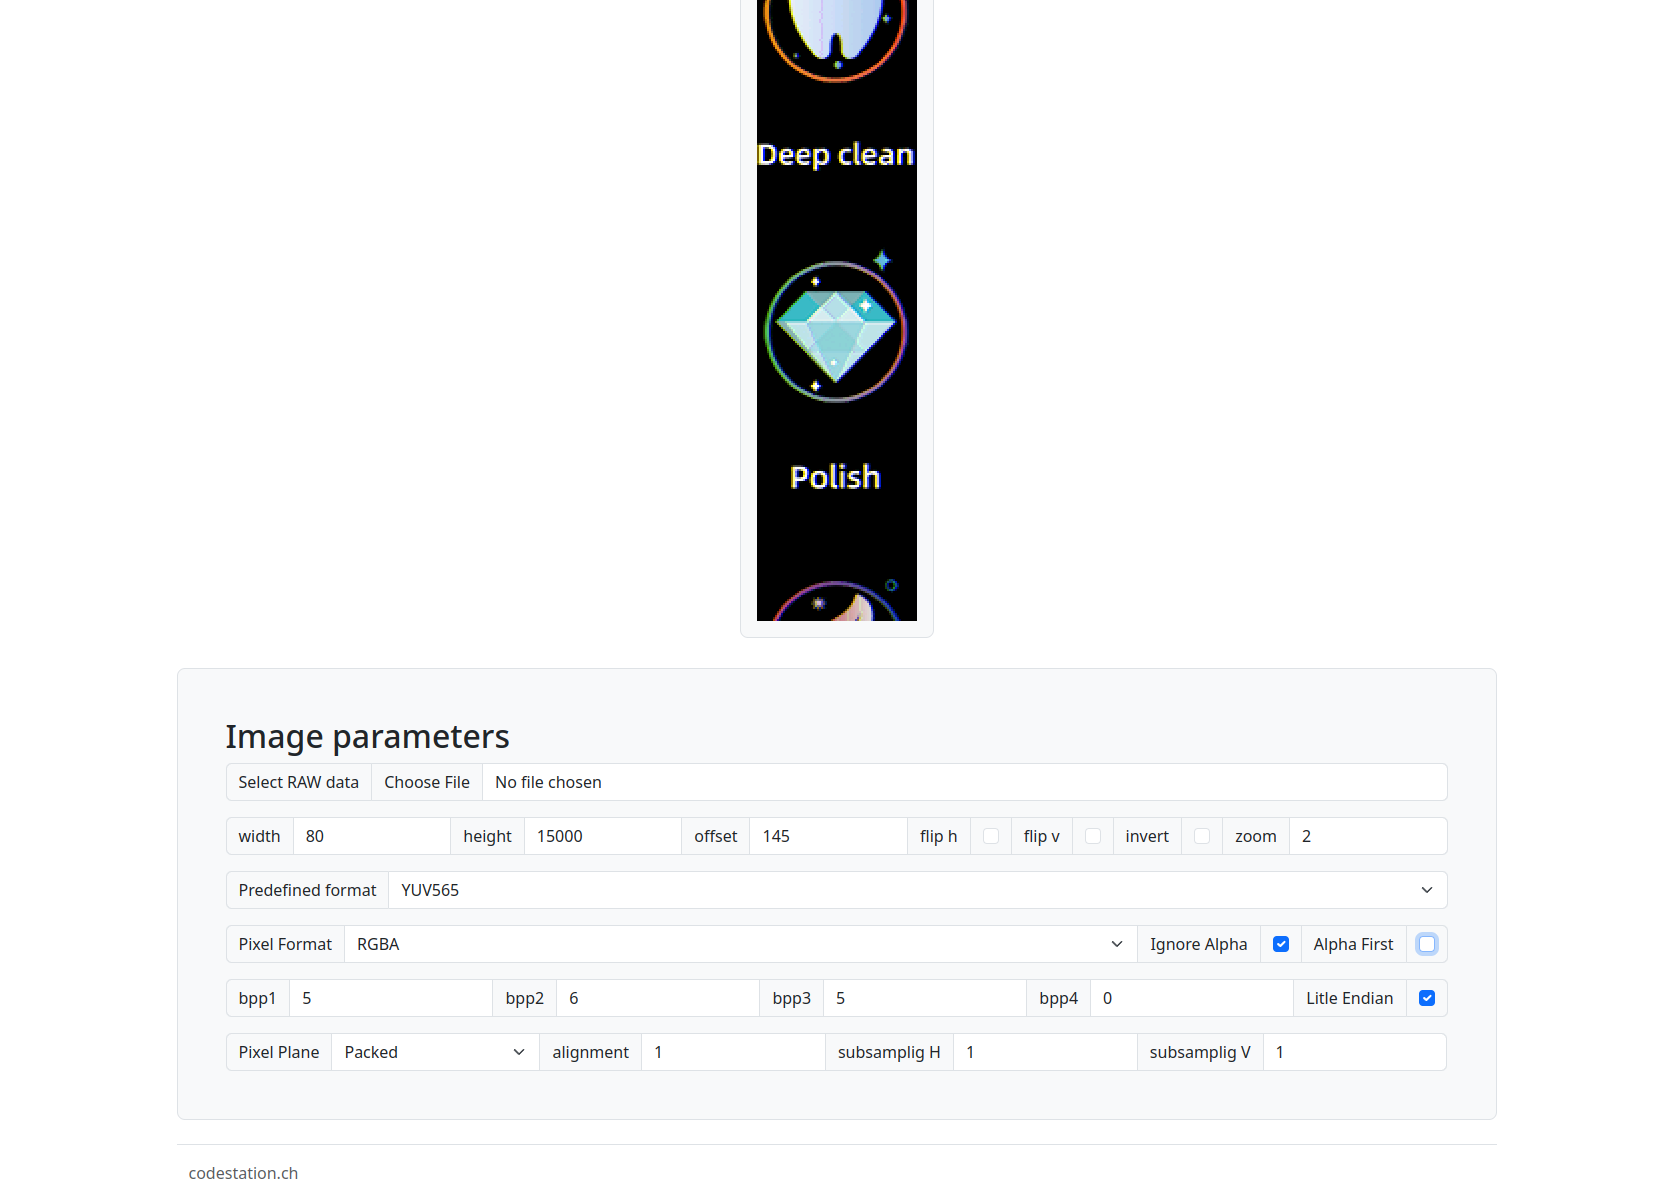 Deep clean
Polish
Image parameters
Select RAW data Choose File No file chosen
width 80 height 15000 offset 145 flip h flip v invert zoom 2
Predefined format YUV565
Pixel Format RGBA Ignore Alpha Alpha First
bpp1 5 bpp2 6 bpp3 5 bpp4 0 Litle Endian
Pixel Plane Packed alignment 1 subsamplig H 1 subsamplig V 1
codestation.ch